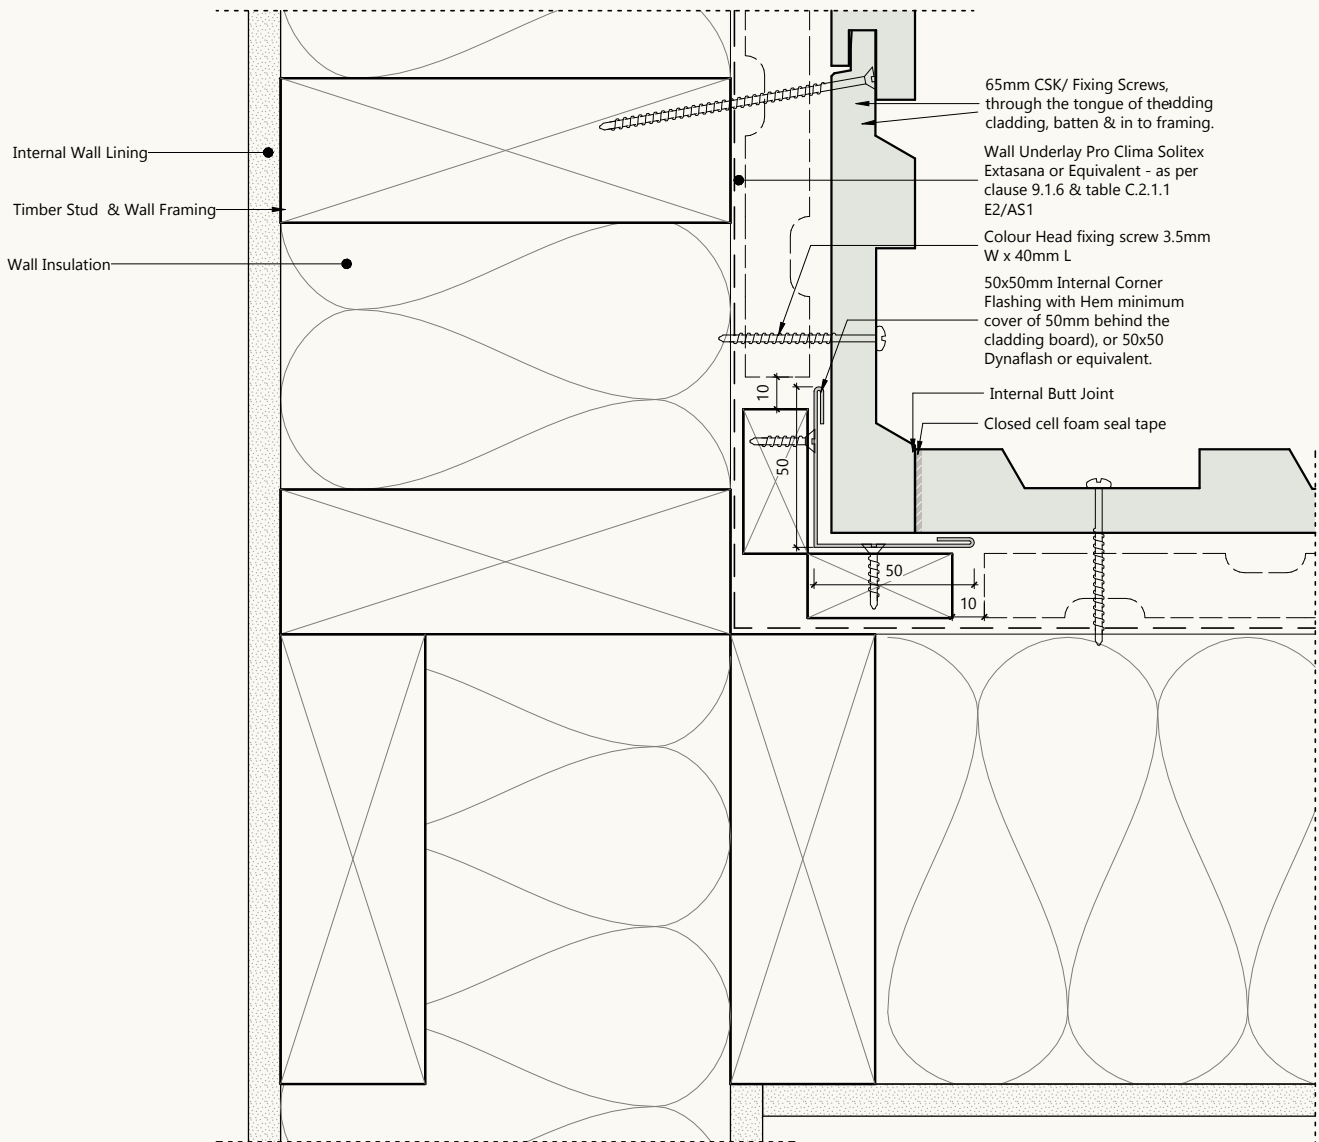 Internal Wall Lining
Timber Stud & Wall Framing
Wall Insulation
65mm CSK/ Fixing Screws,
through the tongue of the
cladding, batten & in to framing.
Wall Underlay Pro Clima Solitex
Extasana or Equivalent - as per
clause 9.1.6 & table C.2.1.1
E2/AS1
Colour Head fixing screw 3.5mm
W x 40mm L
50x50mm Internal Corner
Flashing with Hem minimum
cover of 50mm behind the
cladding board), or 50x50
Dynaflash or equivalent.
Internal Butt Joint
Closed cell foam seal tape
10
50
50
10